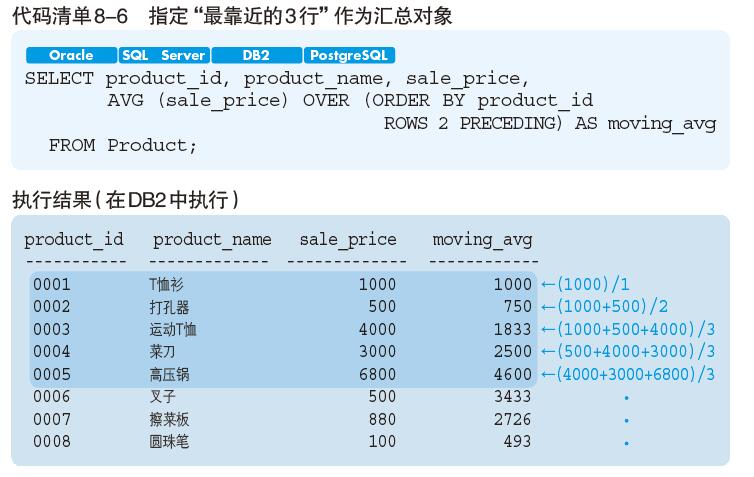 代码清单8-6 指定“最靠近的3行”作为汇总对象
Oracle SQL Server DB2 PostgreSQL
SELECT product_id, product_name, sale_price,
AVG (sale_price) OVER (ORDER BY product_id
ROWS 2 PRECEDING) AS moving_avg
FROM Product;
执行结果(在DB2中执行)
product_id product_name sale_price moving_avg
----------- ------------- ------------- ------------
0001 T恤衫 1000 1000 ←(1000)/1
0002 打孔器 500 750 ←(1000+500)/2
0003 运动T恤 4000 1833 ←(1000+500+4000)/3
0004 菜刀 3000 2500 ←(500+4000+3000)/3
0005 高压锅 6800 4600 ←(4000+3000+6800)/3
0006 叉子 500 3433 ·
0007 擦菜板 880 2726 ·
0008 圆珠笔 100 493 ·